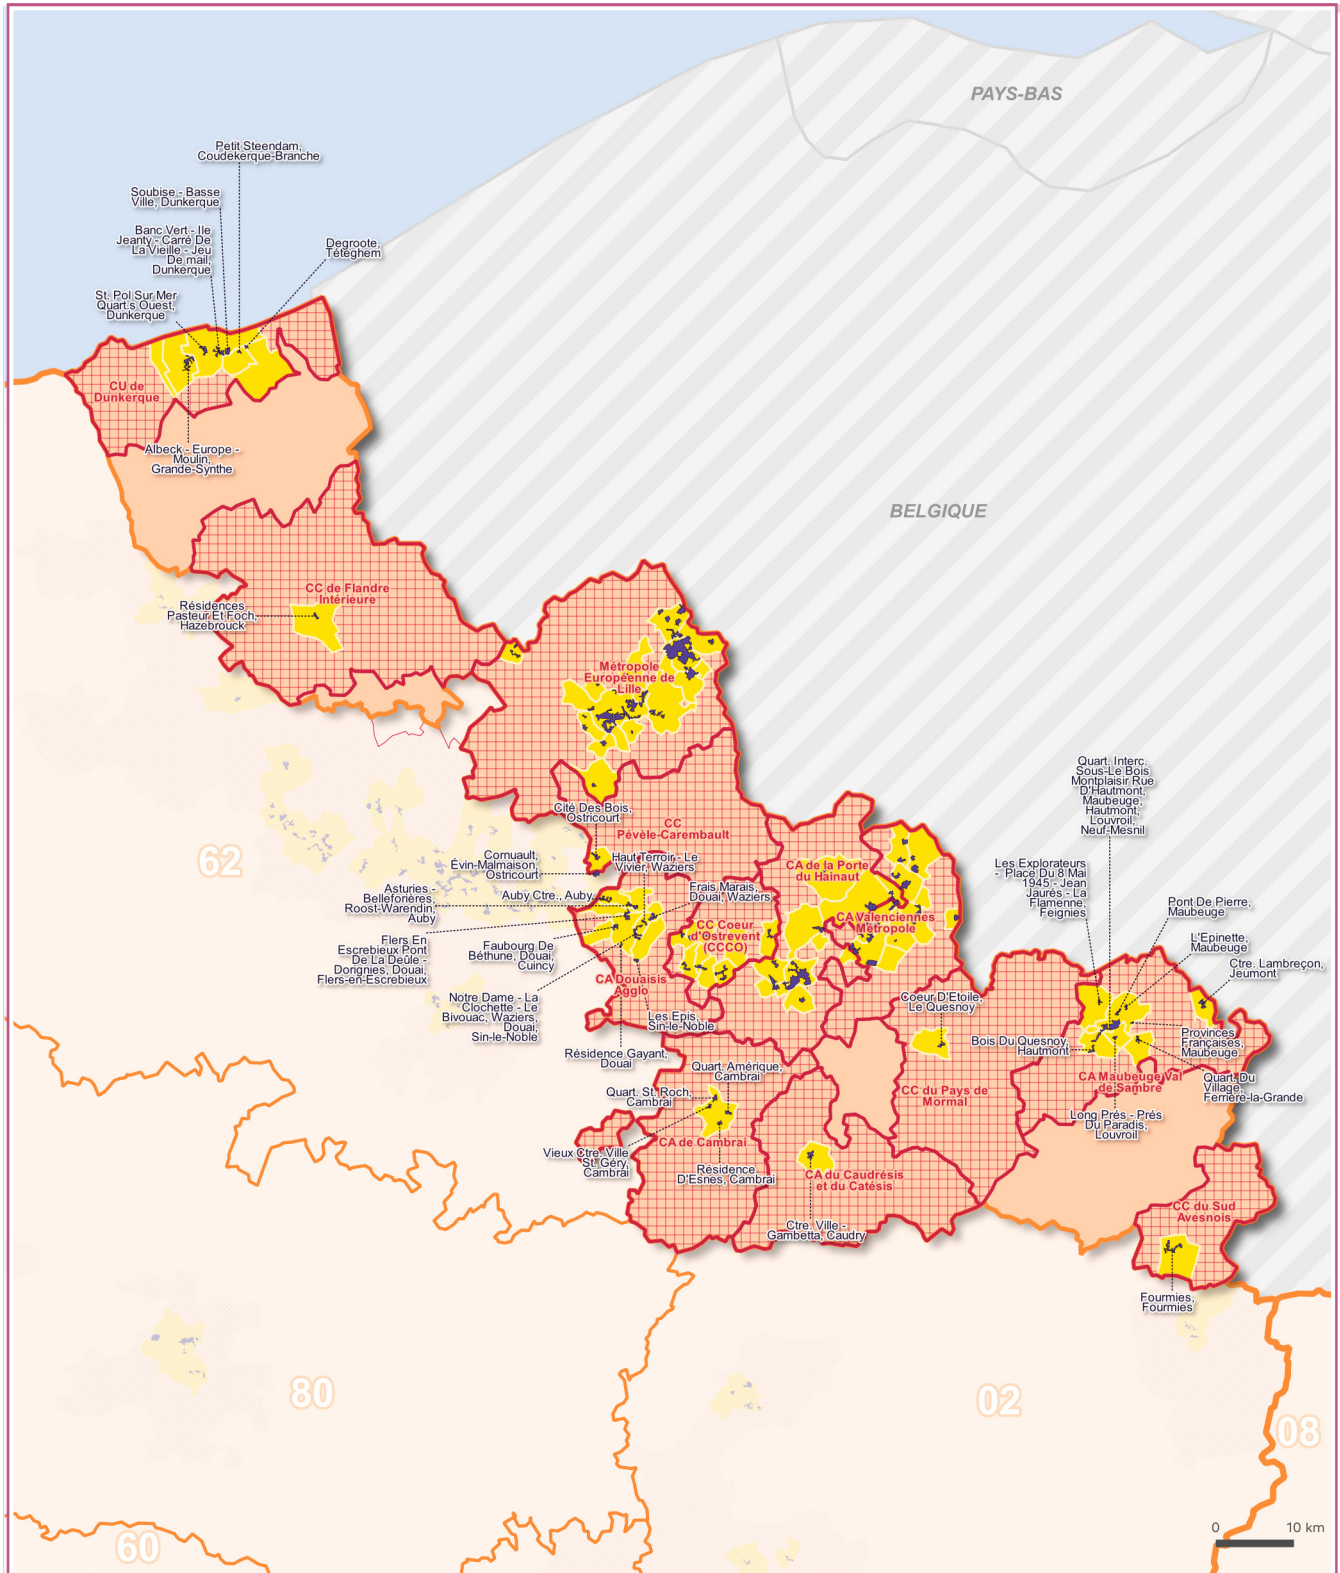 PAYS-BAS
Petit Steendam,
Coudekerque-Branche
Soubise - Basse
Ville, Dunkerque
Banc Vert - Ile
Jeanty - Carré De
La Vieille - Jeu
De mail,
Dunkerque
Degroote,
Téteghem
St. Pol Sur Mer
Quart.s Ouest,
Dunkerque
CU de
Dunkerque
Albeck - Europe -
Moulin,
Grande-Synthe
BELGIQUE
CC de Flandre
Intérieure
Résidences
Pasteur Et Foch,
Hazebrouck
Métropole
Européenne de
Lille
Cité Des Bois,
Ostricourt
CC
Pévèle-Carembault
Quart. Interc.
Sous-Le Bois
Montplaisir Rue
D'Hautmont,
Maubeuge,
Hautmont,
Louvroil,
Neuf-Mesnil
62
Cornuault,
Évin-Malmaison,
Ostricourt
Haut Terroir - Le
Vivier, Waziers
CA de la Porte
du Hainaut
Les Explorateurs
- Place Du 8 Mai
1945 - Jean
Jaurés - La
Flamenne,
Feignies
Asturies -
Belleforières,
Roost-Warendin,
Auby
Auby Ctre., Auby
Frais Marais,
Douai, Waziers
Pont De Pierre,
Maubeuge
CC Coeur
d'Ostrevent
(CCCO)
CA Valenciennes
Métropole
Flers En
Escrebieux Pont
De La Deûle -
Dorignies, Douai,
Flers-en-Escrebieux
Faubourg De
Béthune, Douai,
Cuincy
L'Epinette,
Maubeuge
Ctre. Lambreçon,
Jeumont
CA Douaisis
Agglo
Notre Dame - La
Clochette - Le
Bivouac, Waziers,
Douai,
Sin-le-Noble
Les Epis,
Sin-le-Noble
Coeur D'Etoile,
Le Quesnoy
Bois Du Quesnoy,
Hautmont
Provinces
Françaises,
Maubeuge
Résidence Gayant,
Douai
Quart. Amérique,
Cambrai
CA Maubeuge Val
de Sambre
Quart. Du
Village,
Ferrière-la-Grande
Quart. St. Roch,
Cambrai
CC du Pays de
Mormal
Long Prés - Prés
Du Paradis,
Louvroil
CA de Cambrai
Vieux Ctre. Ville
St. Géry,
Cambrai
Résidence
D'Esnes, Cambrai
CA du Caudrésis
et du Catésis
CC du Sud
Avesnois
Ctre. Ville -
Gambetta, Caudry
Fourmies,
Fourmies
80
02
08
60
0 10 km